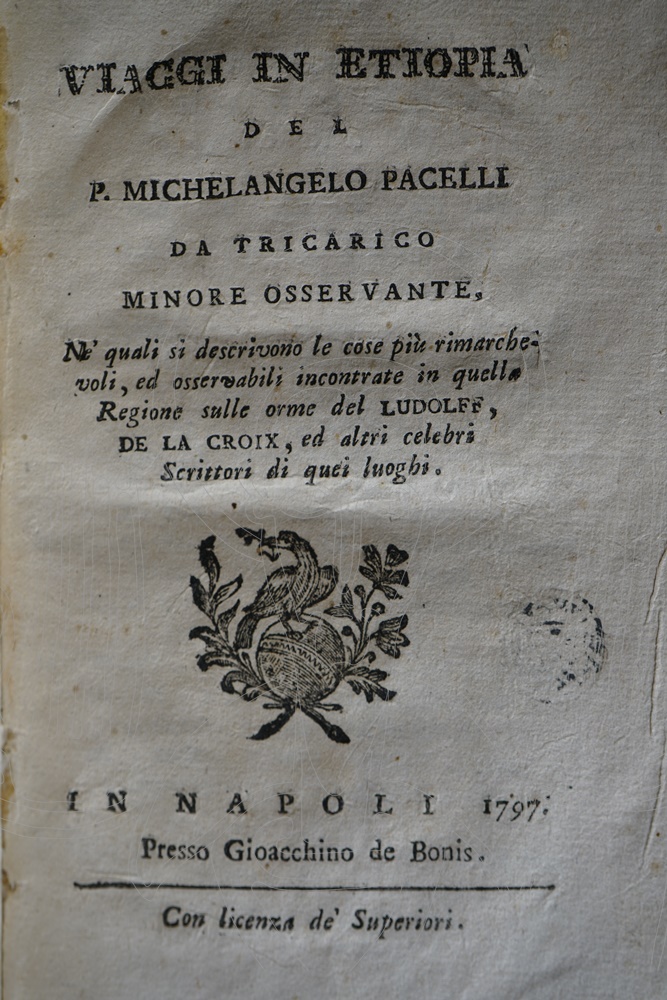 VIAGGI IN ETIOPIA
DEL
P. MICHELANGELO PACELLI
DA TRICARICO
MINORE OSSERVANTE,
Ne' quali si descrivono le cose più rimarche-
voli, ed osservabili incontrate in quella
Regione sulle orme del LUDOLFF,
DE LA CROIX, ed altri celebri
Scrittori di quei luoghi.
IN NAPOLI 1797.
Presso Gioacchino de Bonis.
Con licenza de' Superiori.